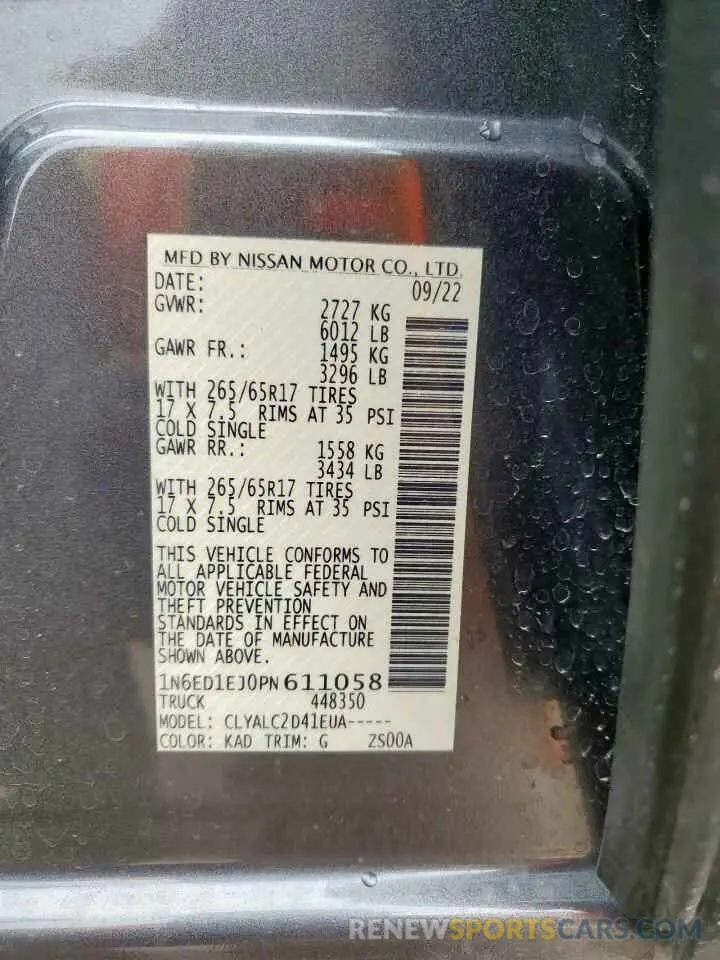 MFD BY NISSAN MOTOR CO., LTD.
DATE: 09/22
GVWR: 2727 KG
6012 LB
GAWR FR.: 1495 KG
3296 LB
WITH 265/65R17 TIRES
17 X 7.5 RIMS AT 35 PSI
COLD SINGLE
GAWR RR.: 1558 KG
3434 LB
WITH 265/65R17 TIRES
17 X 7.5 RIMS AT 35 PSI
COLD SINGLE
THIS VEHICLE CONFORMS TO
ALL APPLICABLE FEDERAL
MOTOR VEHICLE SAFETY AND
THEFT PREVENTION
STANDARDS IN EFFECT ON
THE DATE OF MANUFACTURE
SHOWN ABOVE.
1N6ED1EJ0PN611058
TRUCK 448350
MODEL: CLYALC2D41EUA-----
COLOR: KAD TRIM: G ZS00A
RENEWSPORTSCARS.COM